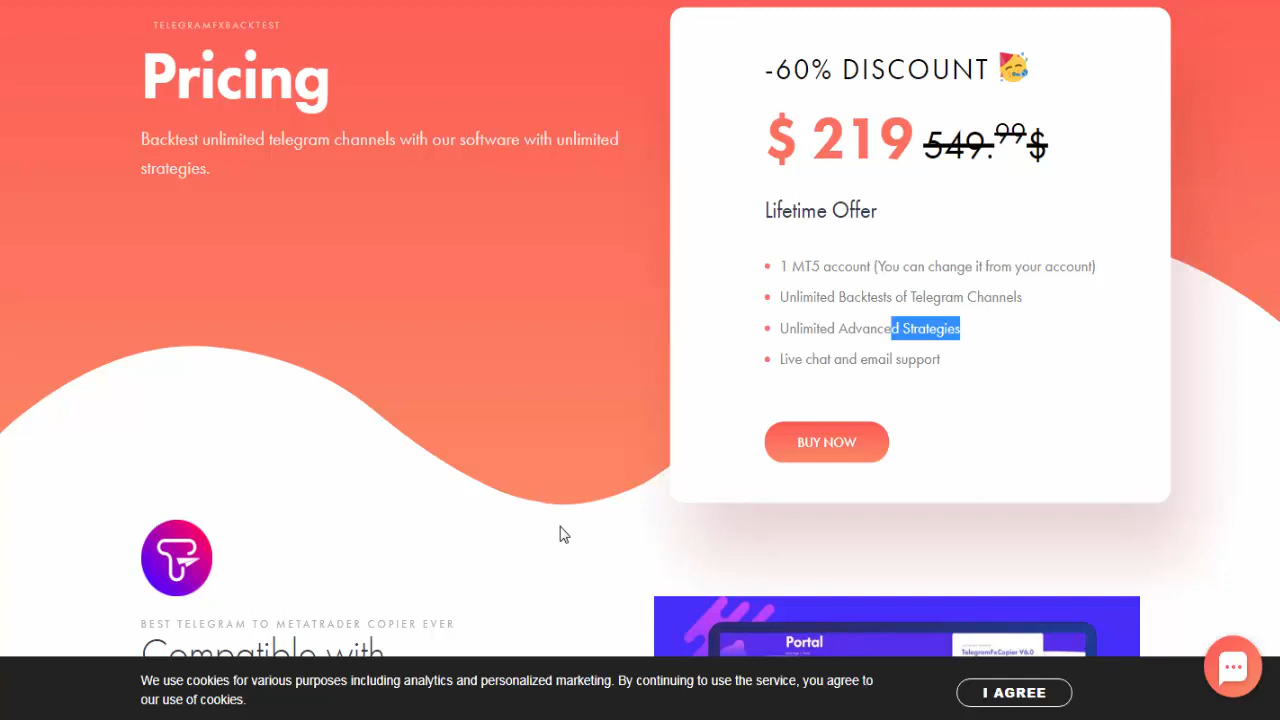 TELEGRAMFXBACKTEST
Pricing
Backtest unlimited telegram channels with our software with unlimited
strategies.
-60% DISCOUNT 🥳
$ 219 549.99$
Lifetime Offer
1 MT5 account (You can change it from your account)
Unlimited Backtests of Telegram Channels
Unlimited Advanced Strategies
Live chat and email support
BUY NOW
BEST TELEGRAM TO METATRADER COPIER EVER
Compatible with
Portal
TelegramFxCopier V6.0
We use cookies for various purposes including analytics and personalized marketing. By continuing to use the service, you agree to
our use of cookies.
I AGREE